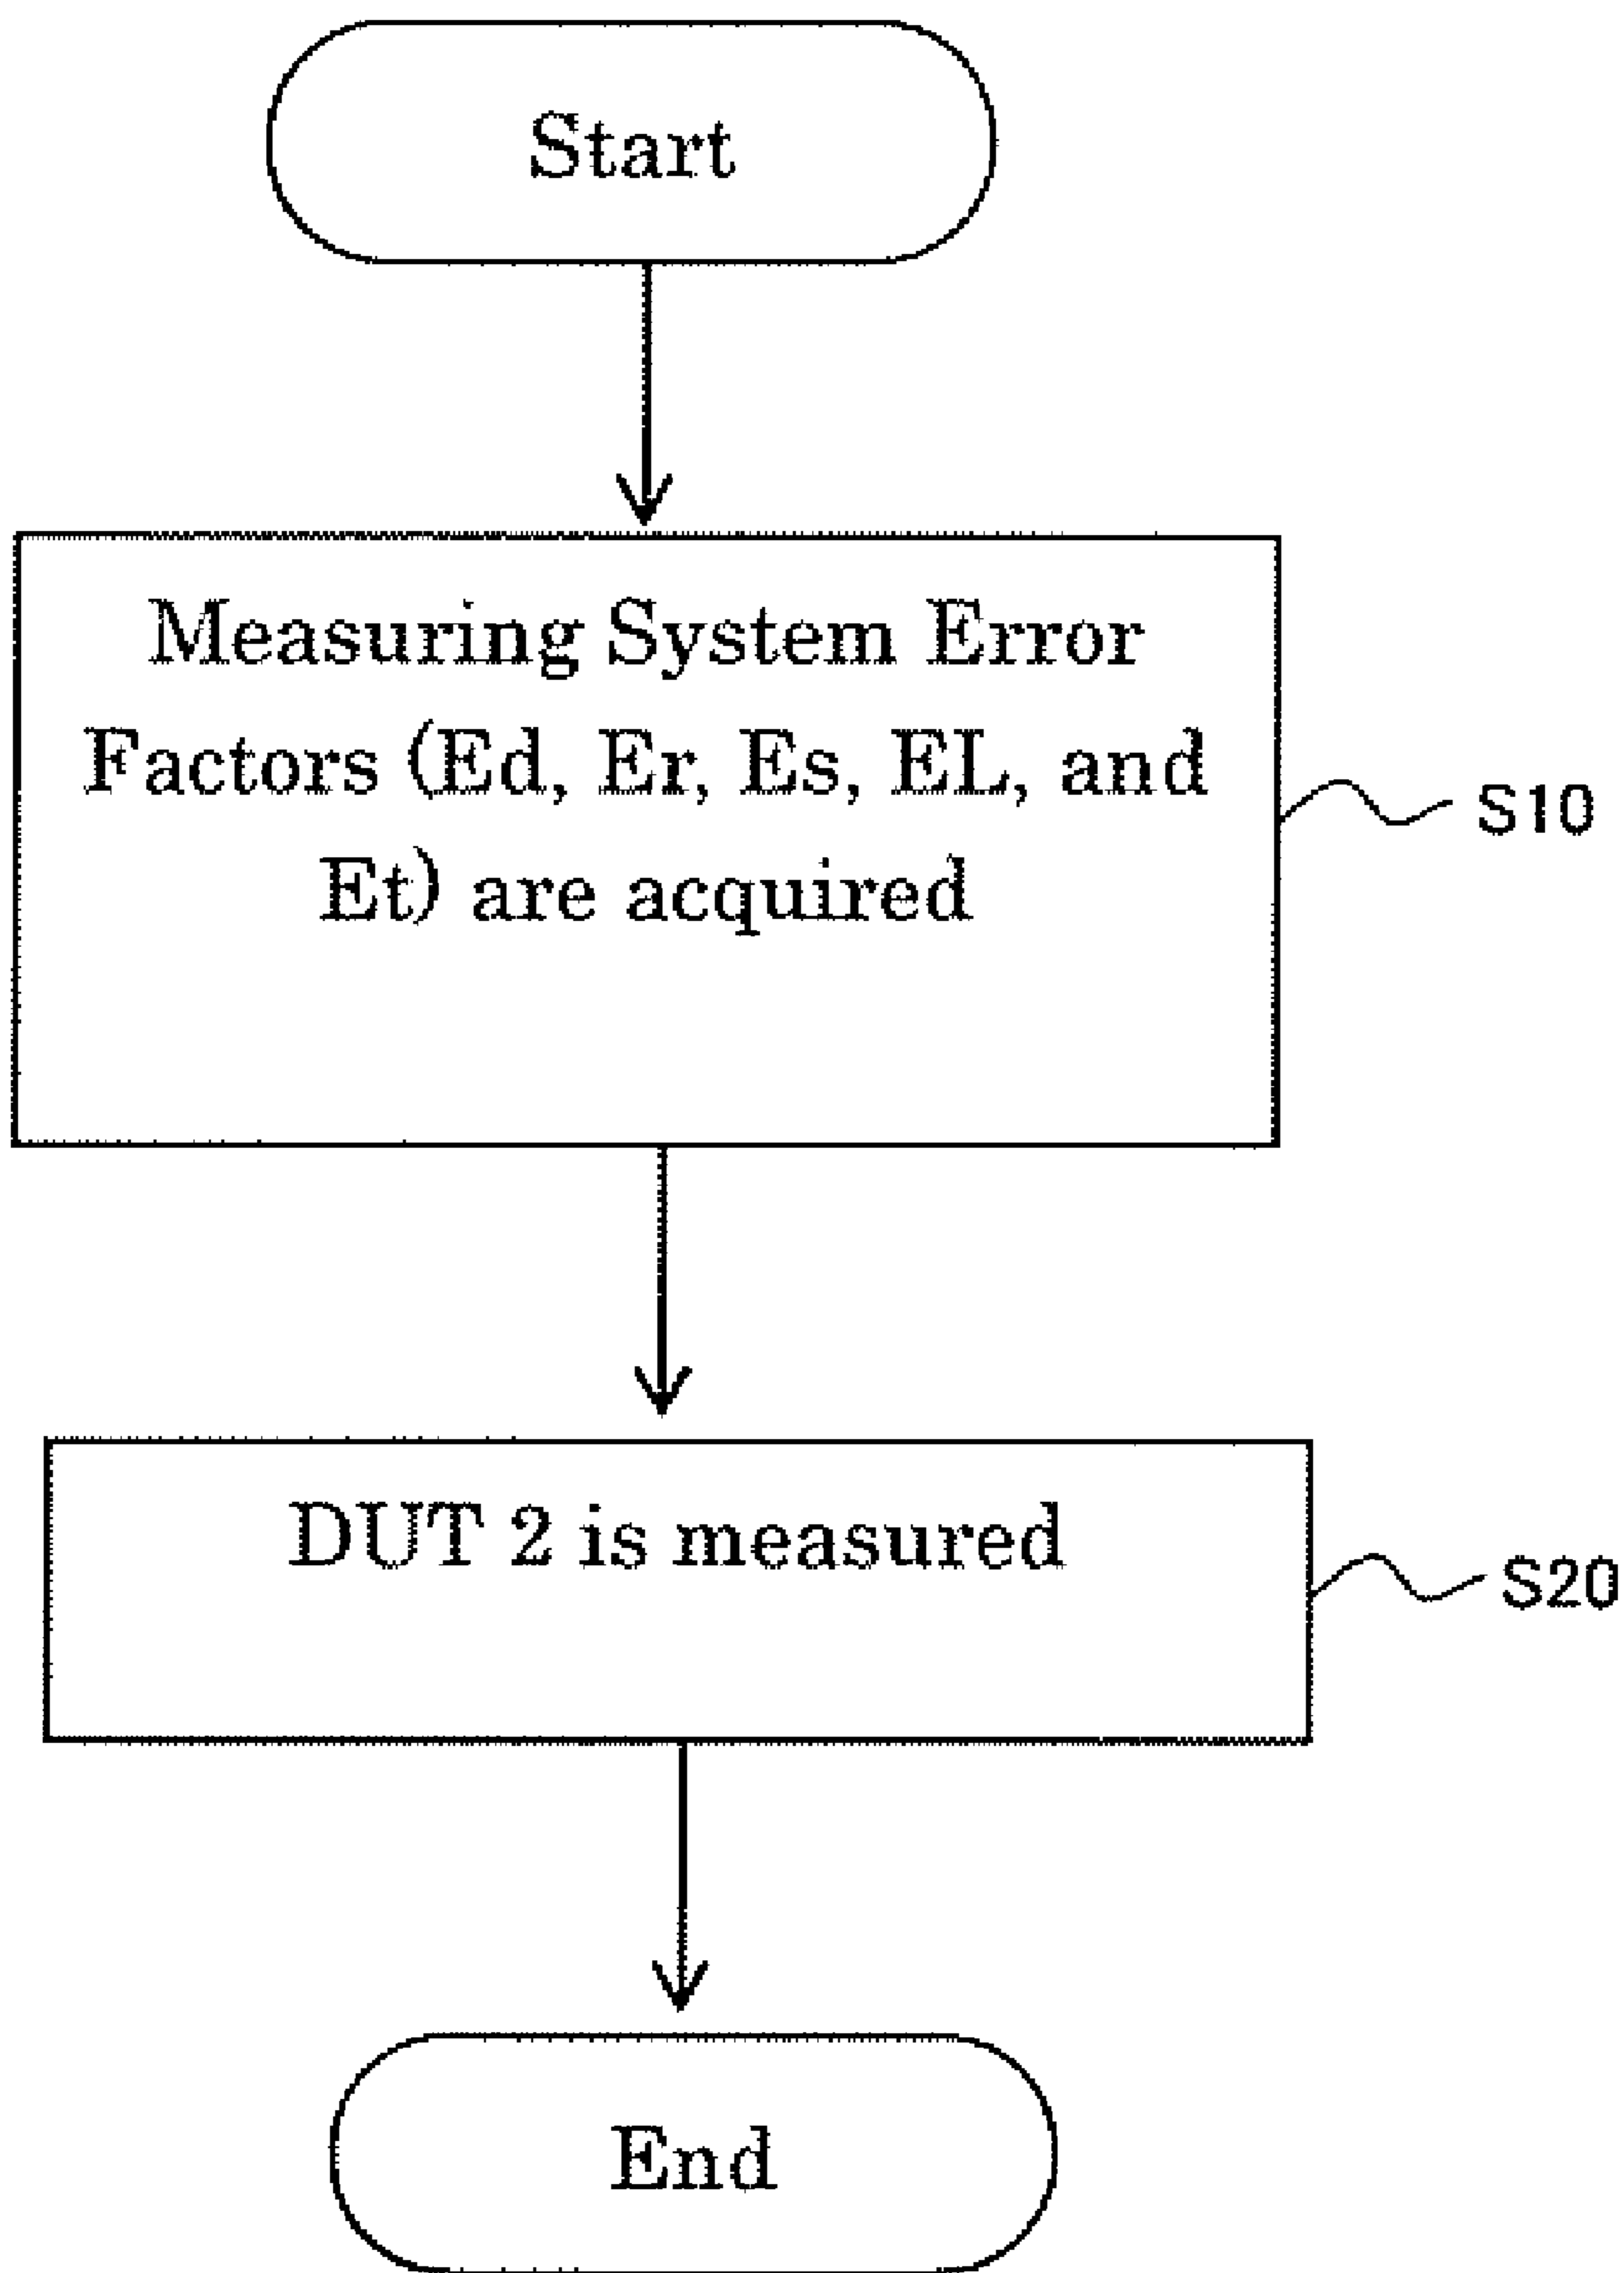 Start
Measuring System Error
Factors (Ed, Er, Es, EL, and
Et) are acquired
S10
DUT 2 is measured
S20
End